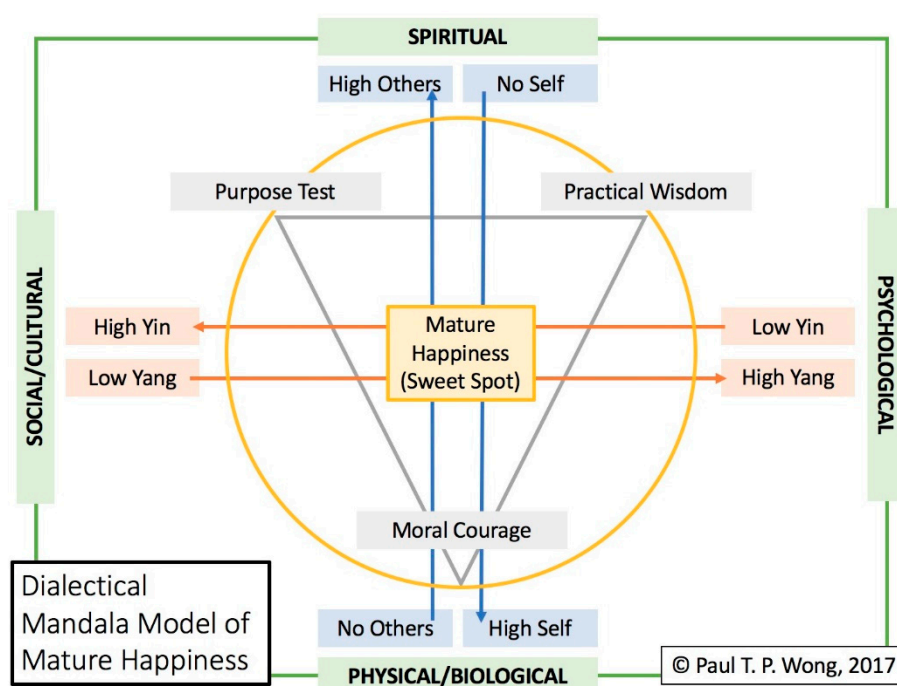 SPIRITUAL
High Others
No Self
Purpose Test
Practical Wisdom
SOCIAL/CULTURAL
PSYCHOLOGICAL
High Yin
Low Yin
Mature
Happiness
(Sweet Spot)
Low Yang
High Yang
Moral Courage
No Others
High Self
PHYSICAL/BIOLOGICAL
Dialectical
Mandala Model of
Mature Happiness
© Paul T. P. Wong, 2017